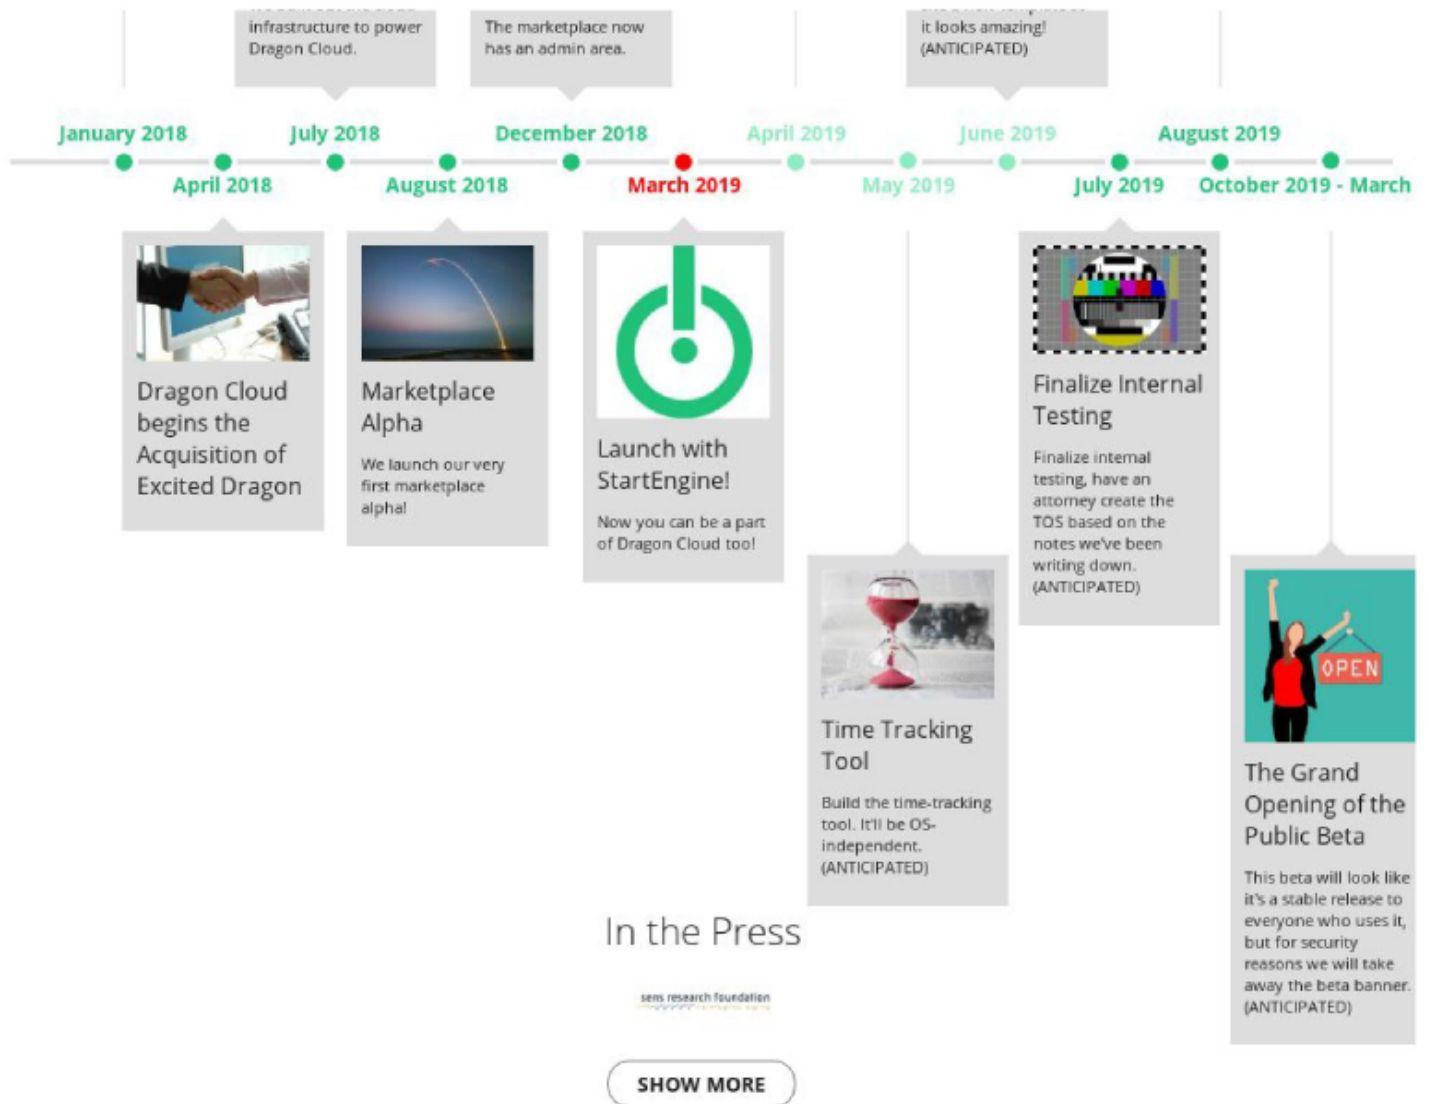 infrastructure to power
Dragon Cloud.
The marketplace now
has an admin area.
it looks amazing!
(ANTICIPATED)
January 2018
July 2018
December 2018
April 2019
June 2019
August 2019
April 2018
August 2018
March 2019
May 2019
July 2019
October 2019 - March
Dragon Cloud
begins the
Acquisition of
Excited Dragon
Marketplace
Alpha
We launch our very
first marketplace
alpha!
Launch with
StartEngine!
Now you can be a part
of Dragon Cloud too!
Time Tracking
Tool
Build the time-tracking
tool. It'll be OS-
independent.
(ANTICIPATED)
Finalize Internal
Testing
Finalize internal
testing, have an
attorney create the
TOS based on the
notes we've been
writing down.
(ANTICIPATED)
OPEN
The Grand
Opening of the
Public Beta
This beta will look like
it's a stable release to
everyone who uses it,
but for security
reasons we will take
away the beta banner.
(ANTICIPATED)
In the Press
sens research foundation
SHOW MORE